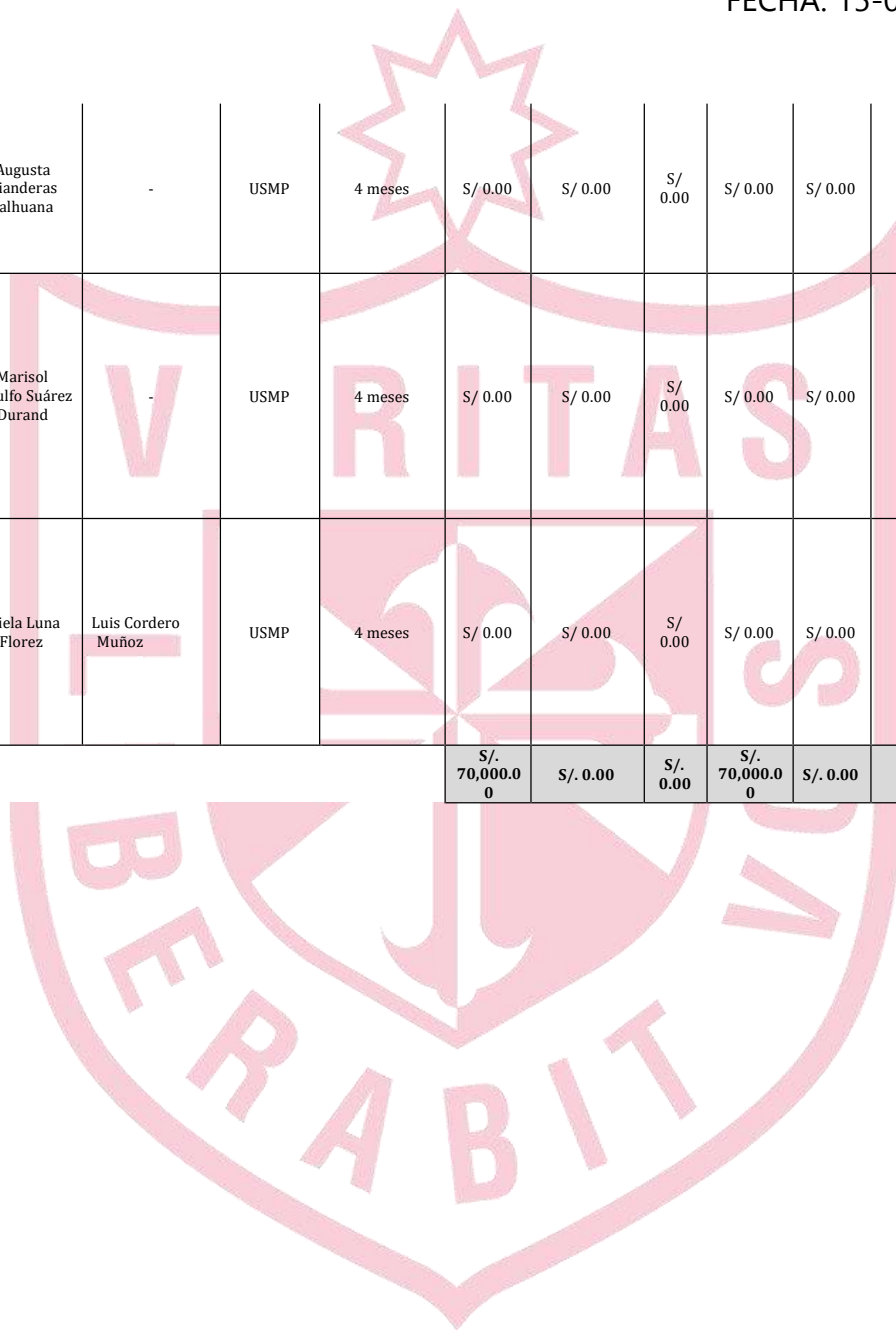 FECHA: 15-0
Augusta
ianderas
alhuana
-
USMP
4 meses
S/ 0.00
S/ 0.00
S/
0.00
S/ 0.00
S/ 0.00
Marisol
ulfo Suárez
Durand
-
USMP
4 meses
S/ 0.00
S/ 0.00
S/
0.00
S/ 0.00
S/ 0.00
iela Luna
Florez
Luis Cordero
Muñoz
USMP
4 meses
S/ 0.00
S/ 0.00
S/
0.00
S/ 0.00
S/ 0.00
S/.
70,000.0
0
S/. 0.00
S/.
0.00
S/.
70,000.0
0
S/. 0.00
V RITAS
L BERABIT VOS